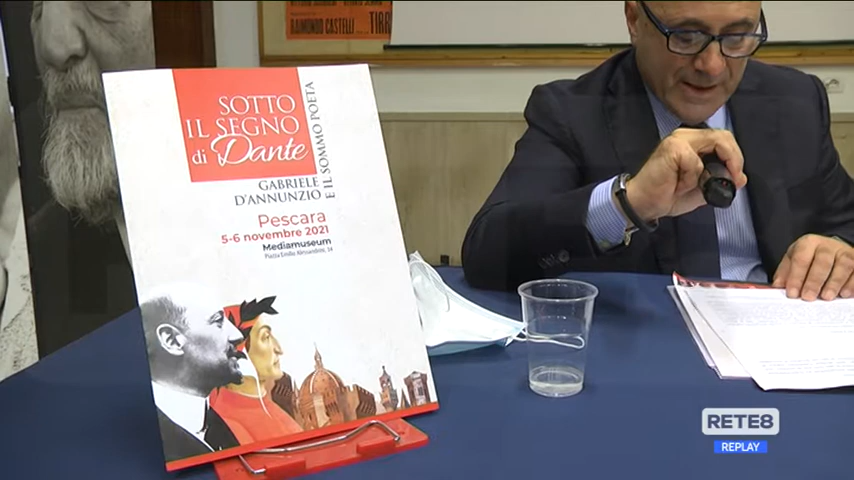 RAIMONDO CASTELLI
SOTTO
IL SEGNO
di Dante
GABRIELE
D'ANNUNZIO
E IL SOMMO POETA
Pescara
5-6 novembre 2021
Mediamuseum
Piazza Emilio Alessandrini, 34
RETE8
REPLAY